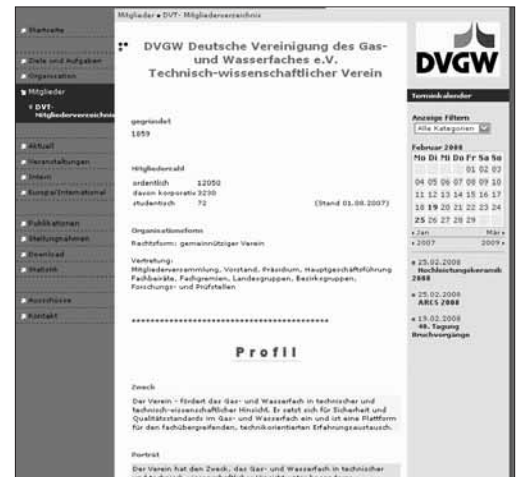 Mitglieder ● DVT- Mitgliederverzeichnis
Startseite
Ziele und Aufgaben
Organisation
Mitglieder
DVT-
Mitgliederverzeichnis
Aktuell
Veranstaltungen
Intern
Europa/International
Publikationen
Stellungnahmen
Download
Statistik
Ausschüsse
Kontakt
DVGW Deutsche Vereinigung des Gas-
und Wasserfaches e.V.
Technisch-wissenschaftlicher Verein
gegründet
1859
Mitgliederzahl
ordentlich 12050
davon korporativ 3230
studentisch 72 (Stand 01.08.2007)
Organisationsform
Rechtsform: gemeinnütziger Verein
Vertretung:
Mitgliederversammlung, Vorstand, Präsidium, Hauptgeschäftsführung
Fachbeiräte, Fachgremien, Landesgruppen, Bezirksgruppen,
Forschungs- und Prüfstellen
********************************************
Profil
Zweck
Der Verein - fördert das Gas- und Wasserfach in technischer und
technisch-wissenschaftlicher Hinsicht. Er setzt sich für Sicherheit und
Qualitätsstandards im Gas- und Wasserfach ein und ist eine Plattform
für den fachübergreifenden, technikorientierten Erfahrungsaustausch.
Porträt
Der Verein hat den Zweck, das Gas- und Wasserfach in technischer
DVGW
Terminkalender
Anzeige Filtern
Alle Kategorien
Februar 2008
Mo Di Mi Do Fr Sa So
01 02 03
04 05 06 07 08 09 10
11 12 13 14 15 16 17
18 19 20 21 22 23 24
25 26 27 28 29
« Jan Mär »
« 2007 2009 »
25.02.2008
Hochleistungskeramik
2008
25.02.2008
ARCS 2008
19.02.2008
40. Tagung
Bruchvorgänge